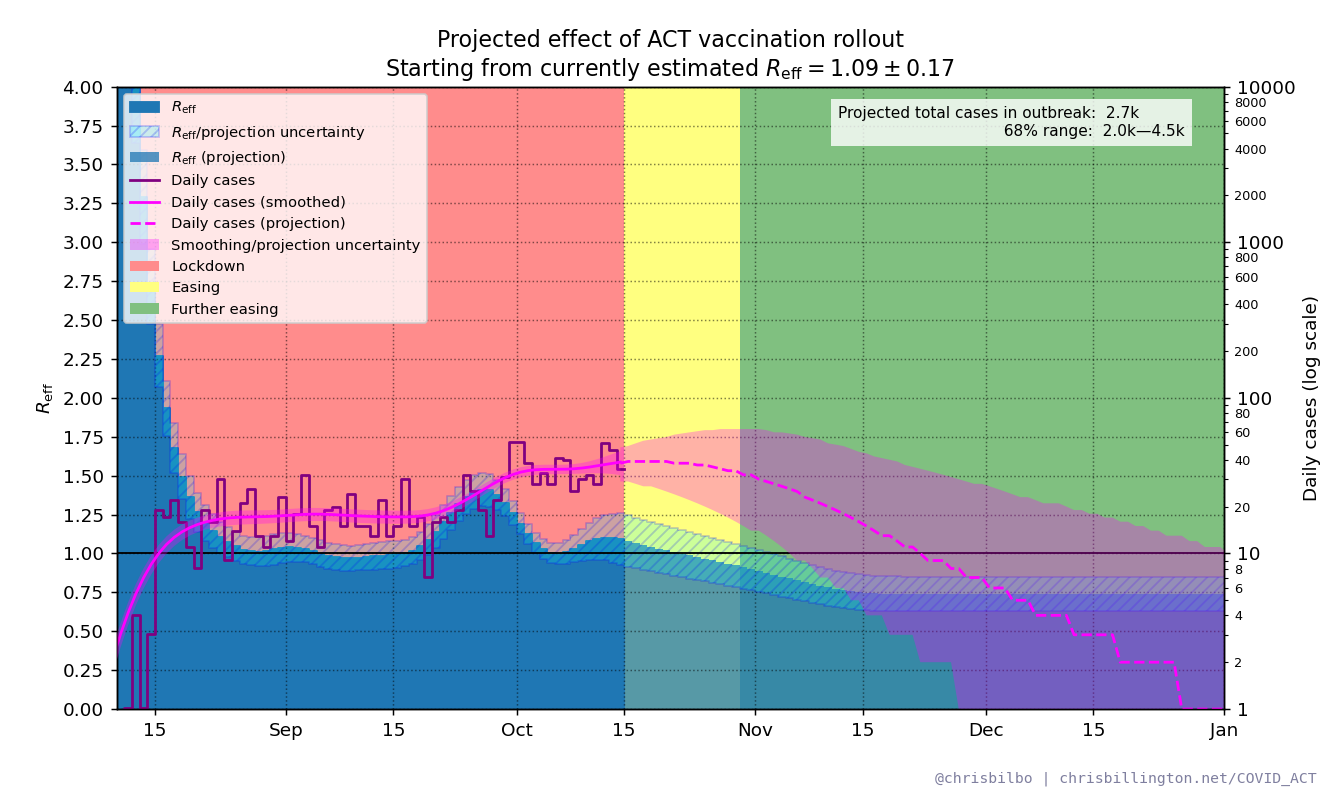 Projected effect of ACT vaccination rollout
Starting from currently estimated Reff = 1.09 ± 0.17
Reff
Reff/projection uncertainty
Reff (projection)
Daily cases
Daily cases (smoothed)
Daily cases (projection)
Smoothing/projection uncertainty
Lockdown
Easing
Further easing
Projected total cases in outbreak: 2.7k
68% range: 2.0k—4.5k
4.00
3.75
3.50
3.25
3.00
2.75
2.50
2.25
2.00
1.75
1.50
1.25
1.00
0.75
0.50
0.25
0.00
Reff
10000
8000
6000
4000
2000
1000
800
600
400
200
100
80
60
40
20
10
8
6
4
2
1
Daily cases (log scale)
15 Sep 15 Oct 15 Nov 15 Dec 15 Jan
@chrisbilbo | chrisbillington.net/COVID_ACT